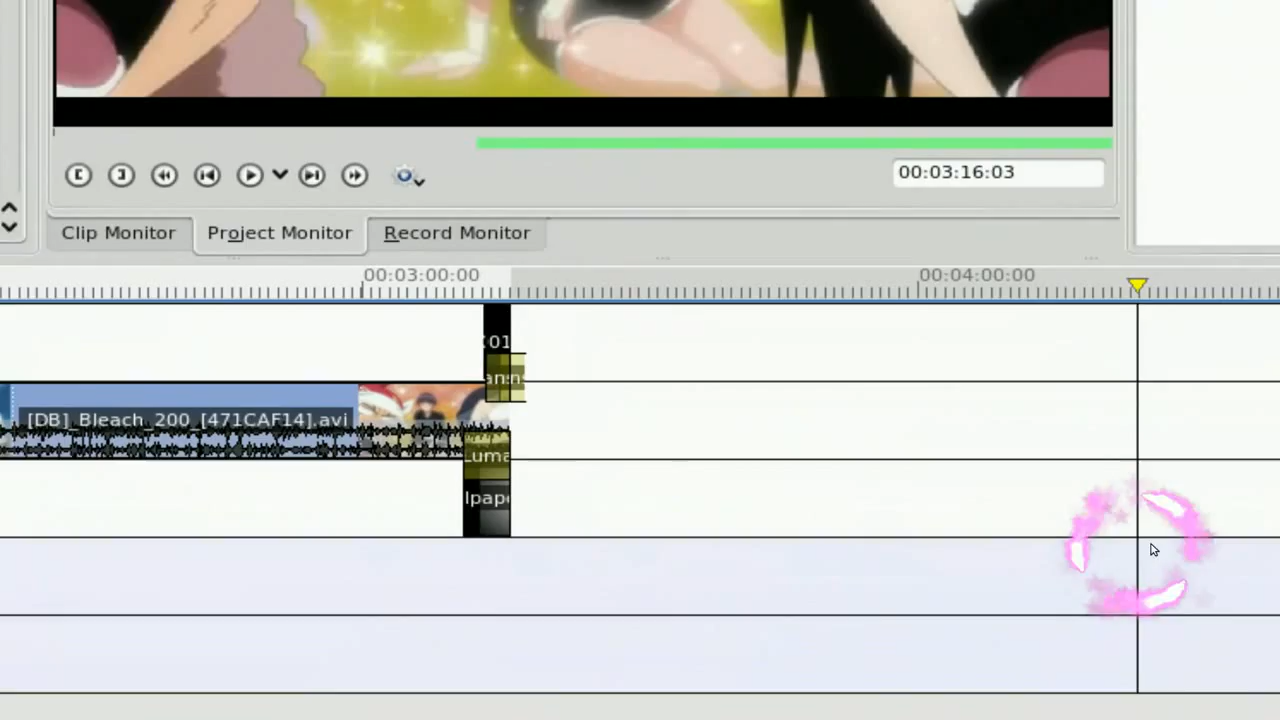 00:03:16:03
Clip Monitor
Project Monitor
Record Monitor
00:03:00:00
00:04:00:00
[DB]_Bleach_200_[471CAF14].avi
Luma